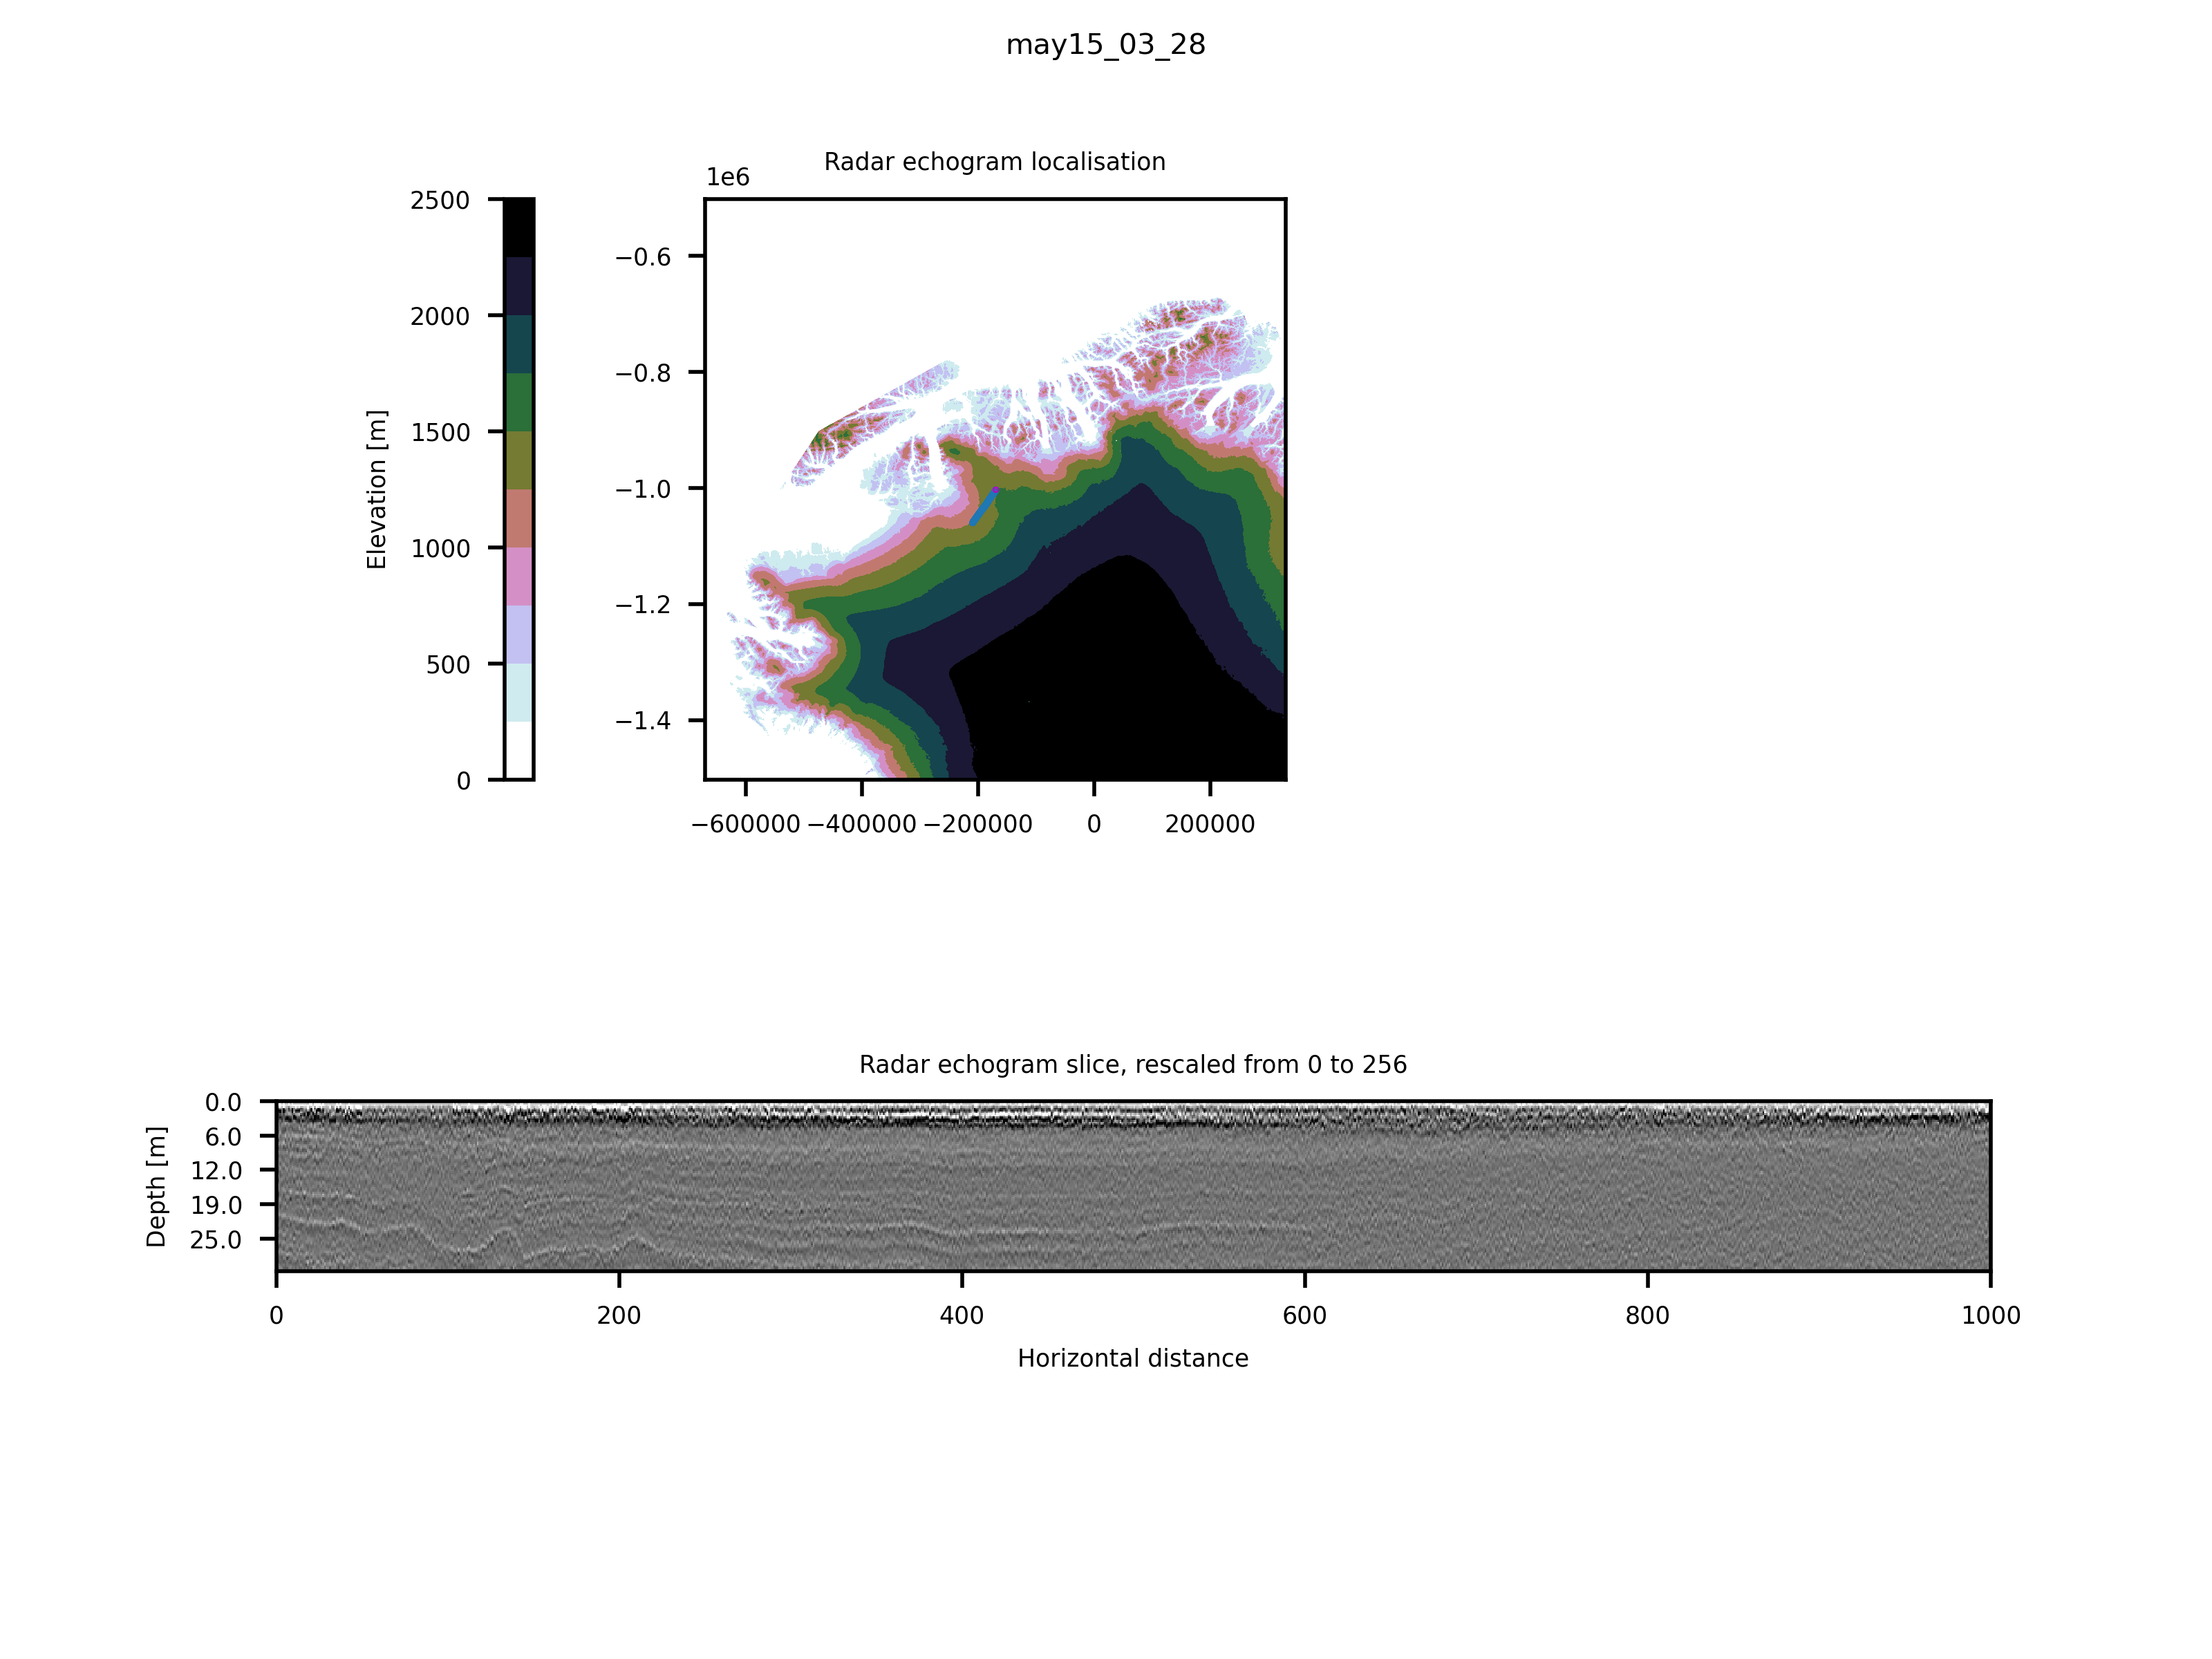 may15_03_28
Radar echogram localisation
1e6
2500
2000
1500
1000
500
0
Elevation [m]
−0.6
−0.8
−1.0
−1.2
−1.4
−600000 −400000 −200000 0 200000
Radar echogram slice, rescaled from 0 to 256
0.0
6.0
12.0
19.0
25.0
Depth [m]
0 200 400 600 800 1000
Horizontal distance